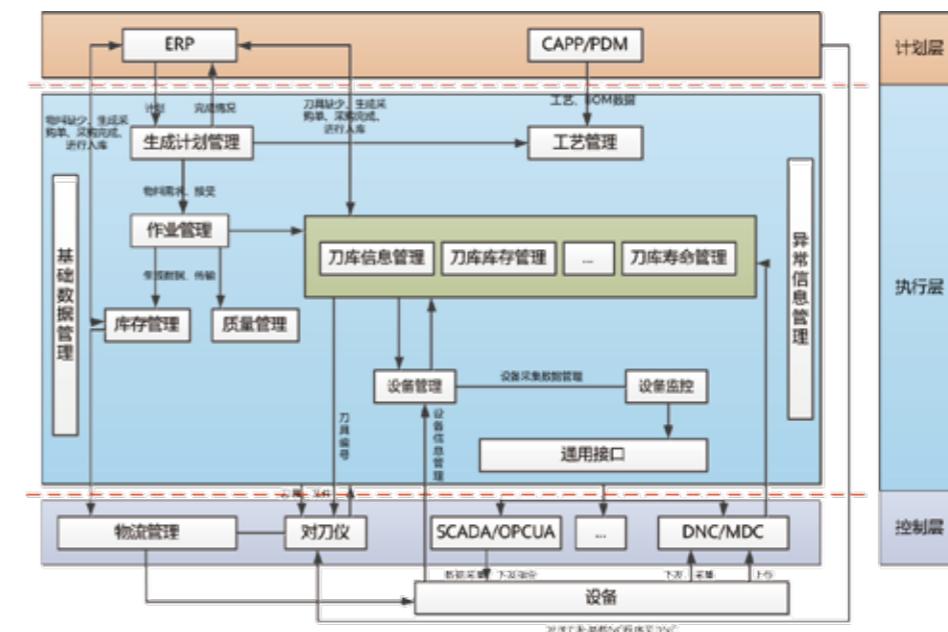 ERP
CAPP/PDM
计划层
计划
完成情况
刀具缺少、生成采
购单、采购完成、
进行入库
工艺、BOM数据
物料缺少、生成采
购单、采购完成、
进行入库
生成计划管理
工艺管理
物料需求、接受
作业管理
刀库信息管理
刀库库存管理
...
刀库寿命管理
基础数据管理
异常信息管理
执行层
库存管理
质量管理
设备管理
设备采集数据管理
设备监控
刀具编号
设备信息管理
通用接口
物流管理
对刀仪
SCADA/OPCUA
...
DNC/MDC
控制层
数据采集
下发
采集
上传
设备